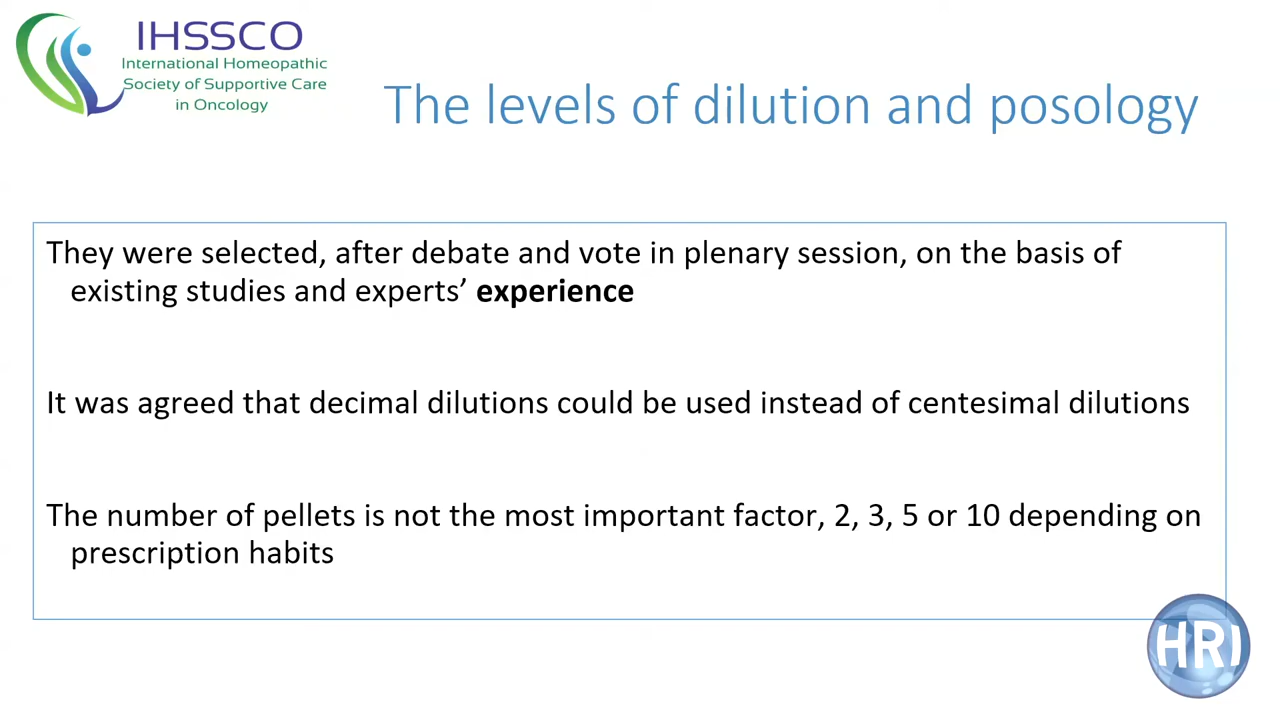 IHSSCO
International Homeopathic
Society of Supportive Care
in Oncology
The levels of dilution and posology
They were selected, after debate and vote in plenary session, on the basis of
existing studies and experts’ experience
It was agreed that decimal dilutions could be used instead of centesimal dilutions
The number of pellets is not the most important factor, 2, 3, 5 or 10 depending on
prescription habits
HRI